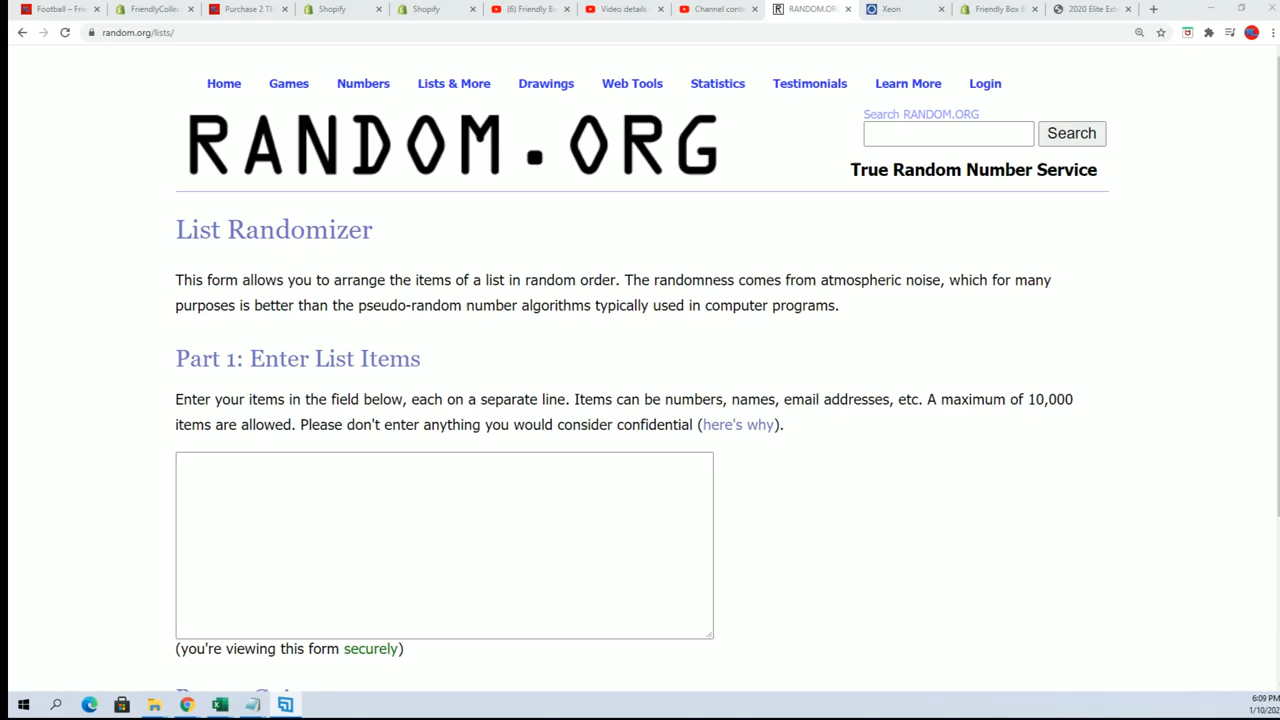 Football – Frie
FriendlyCollec
Purchase 2 TE
Shopify
Shopify
(6) Friendly Bo
Video details
Channel conte
RANDOM.OR
Xeon
Friendly Box B
2020 Elite Ext
random.org/lists/
Home Games Numbers Lists & More Drawings Web Tools Statistics Testimonials Learn More Login
RANDOM.ORG
Search RANDOM.ORG
Search
True Random Number Service
List Randomizer
This form allows you to arrange the items of a list in random order. The randomness comes from atmospheric noise, which for many
purposes is better than the pseudo-random number algorithms typically used in computer programs.
Part 1: Enter List Items
Enter your items in the field below, each on a separate line. Items can be numbers, names, email addresses, etc. A maximum of 10,000
items are allowed. Please don't enter anything you would consider confidential (here's why).
(you're viewing this form securely)
6:09 PM
1/10/202